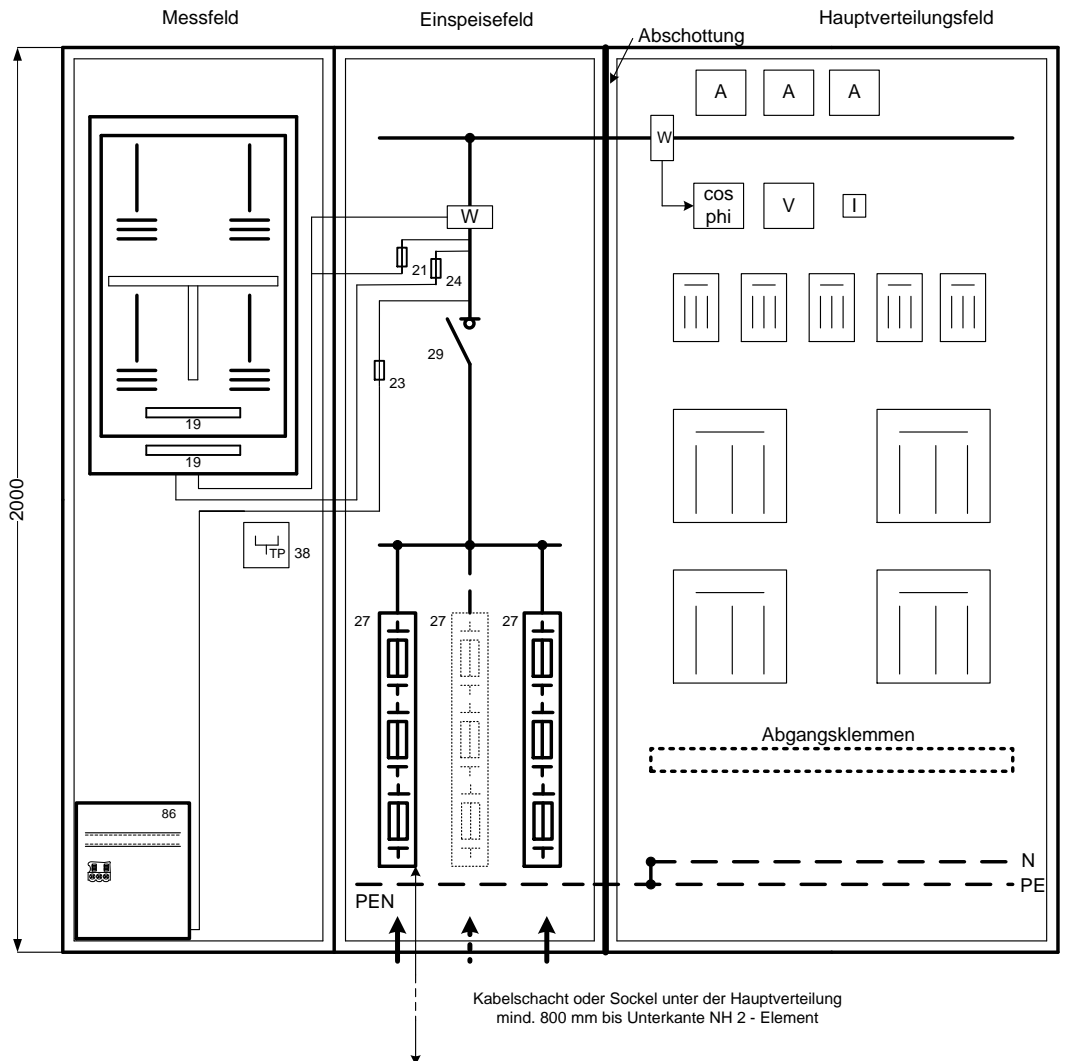 Messfeld
Einspeisefeld
Hauptverteilungsfeld
Abschottung
A A A
W
W
cos
phi
V
I
21
24
29
23
19
19
2000
TP 38
27 27 27
Abgangsklemmen
86
N
PE
PEN
Kabelschacht oder Sockel unter der Hauptverteilung
mind. 800 mm bis Unterkante NH 2 - Element